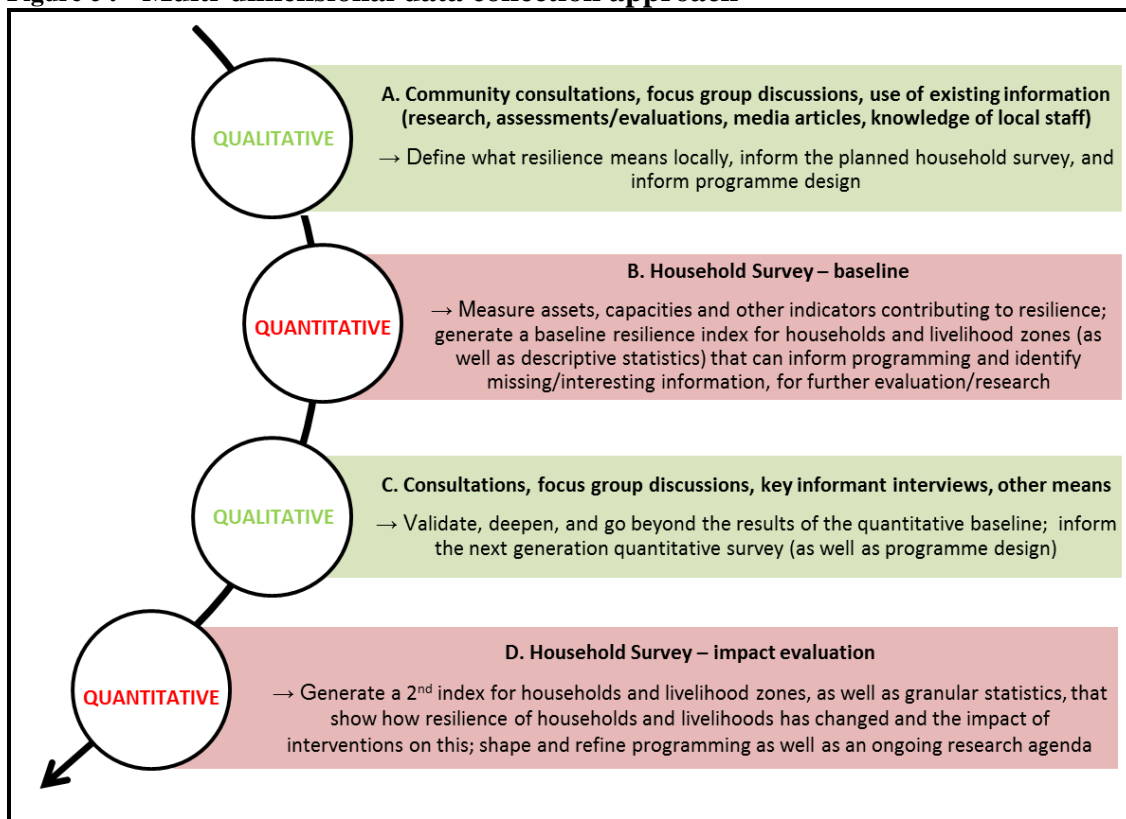 Multi-dimensional data collection approach
QUALITATIVE
A. Community consultations, focus group discussions, use of existing information
(research, assessments/evaluations, media articles, knowledge of local staff)
→ Define what resilience means locally, inform the planned household survey, and
inform programme design
QUANTITATIVE
B. Household Survey – baseline
→ Measure assets, capacities and other indicators contributing to resilience;
generate a baseline resilience index for households and livelihood zones (as
well as descriptive statistics) that can inform programming and identify
missing/interesting information, for further evaluation/research
QUALITATIVE
C. Consultations, focus group discussions, key informant interviews, other means
→ Validate, deepen, and go beyond the results of the quantitative baseline; inform
the next generation quantitative survey (as well as programme design)
QUANTITATIVE
D. Household Survey – impact evaluation
→ Generate a 2nd index for households and livelihood zones, as well as granular statistics, that
show how resilience of households and livelihoods has changed and the impact of
interventions on this; shape and refine programming as well as an ongoing research agenda